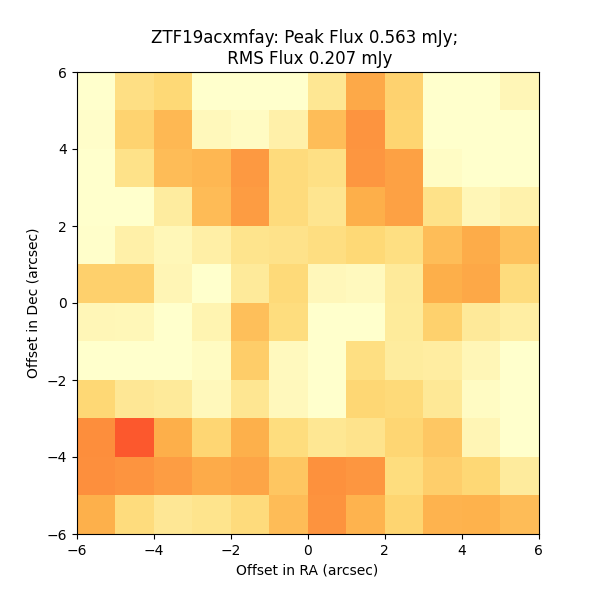 ZTF19acxmfay: Peak Flux 0.563 mJy;
RMS Flux 0.207 mJy
6
4
2
0
−2
−4
−6
Offset in Dec (arcsec)
−6 −4 −2 0 2 4 6
Offset in RA (arcsec)